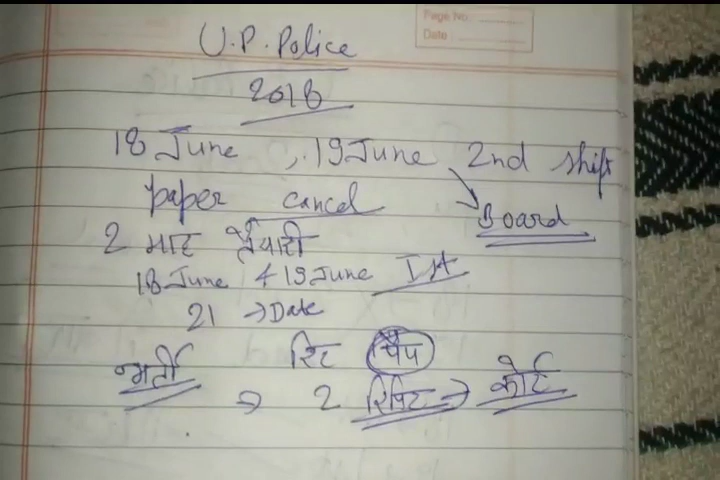 Page No. ............
Date : ............
U.P. Police
2018
18 June , 19 June 2nd shift
paper cancel
Board
2 माह तैयारी
18 June + 19 June Ist
21 → Date
रिट
भर्ती → 2 रिट → कोर्ट